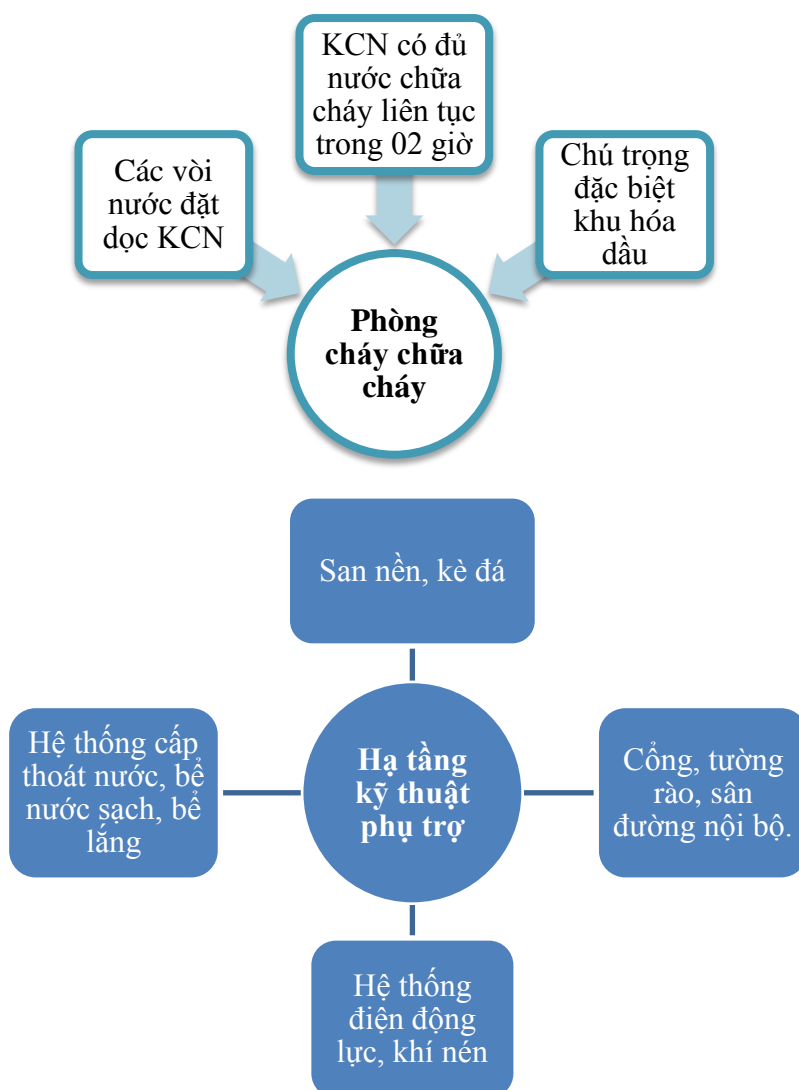 KCN có đủ
nước chữa
cháy liên tục
trong 02 giờ
Các vòi
nước đặt
dọc KCN
Chú trọng
đặc biệt
khu hóa
dầu
Phòng
cháy chữa
cháy
San nền, kè đá
Hệ thống cấp
thoát nước, bể
nước sạch, bể
lắng
Hạ tầng
kỹ thuật
phụ trợ
Cổng, tường
rào, sân
đường nội bộ.
Hệ thống
điện động
lực, khí nén